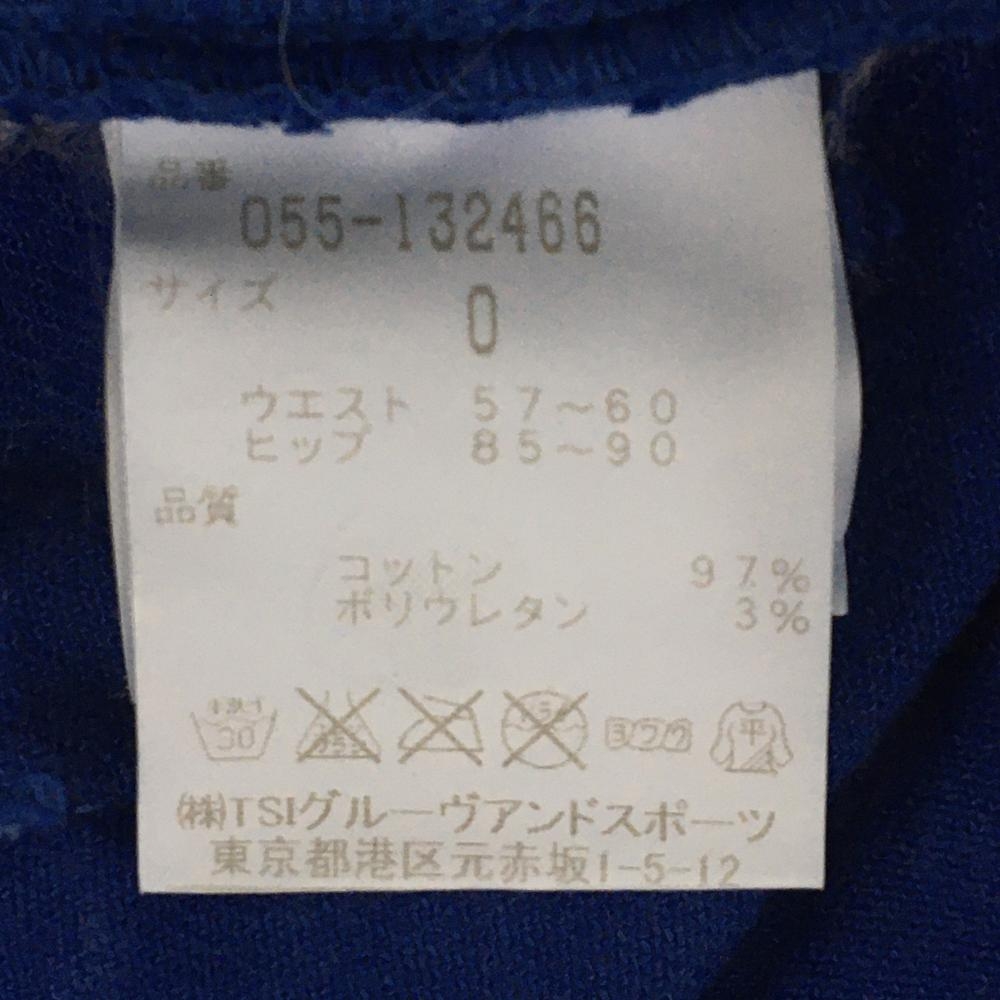 品番
055-132466
サイズ
0
ウエスト 57~60
ヒップ 85~90
品質
コットン 97%
ポリウレタン 3%
30 平
㈱TSIグルーヴアンドスポーツ
東京都港区元赤坂1-5-12